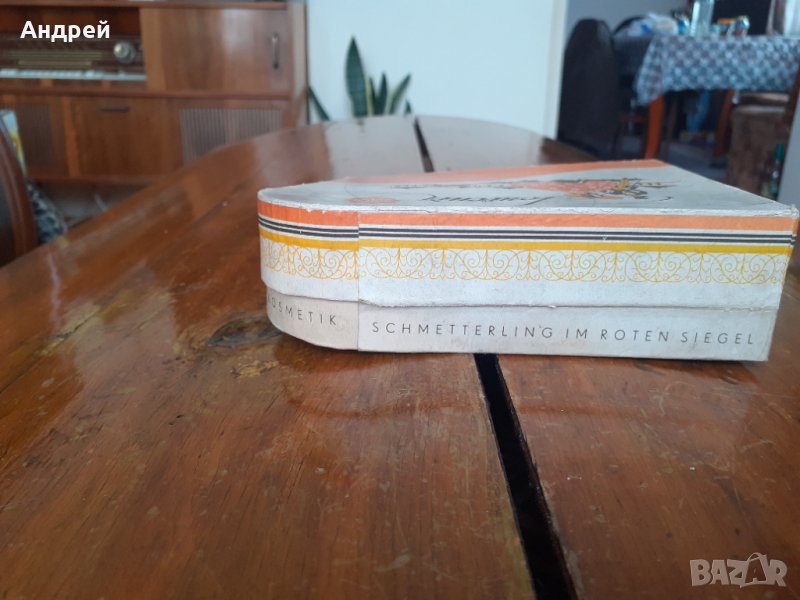 Андрей
KOSMETIK
SCHMETTERLING IM ROTEN SIEGEL
BAZAR